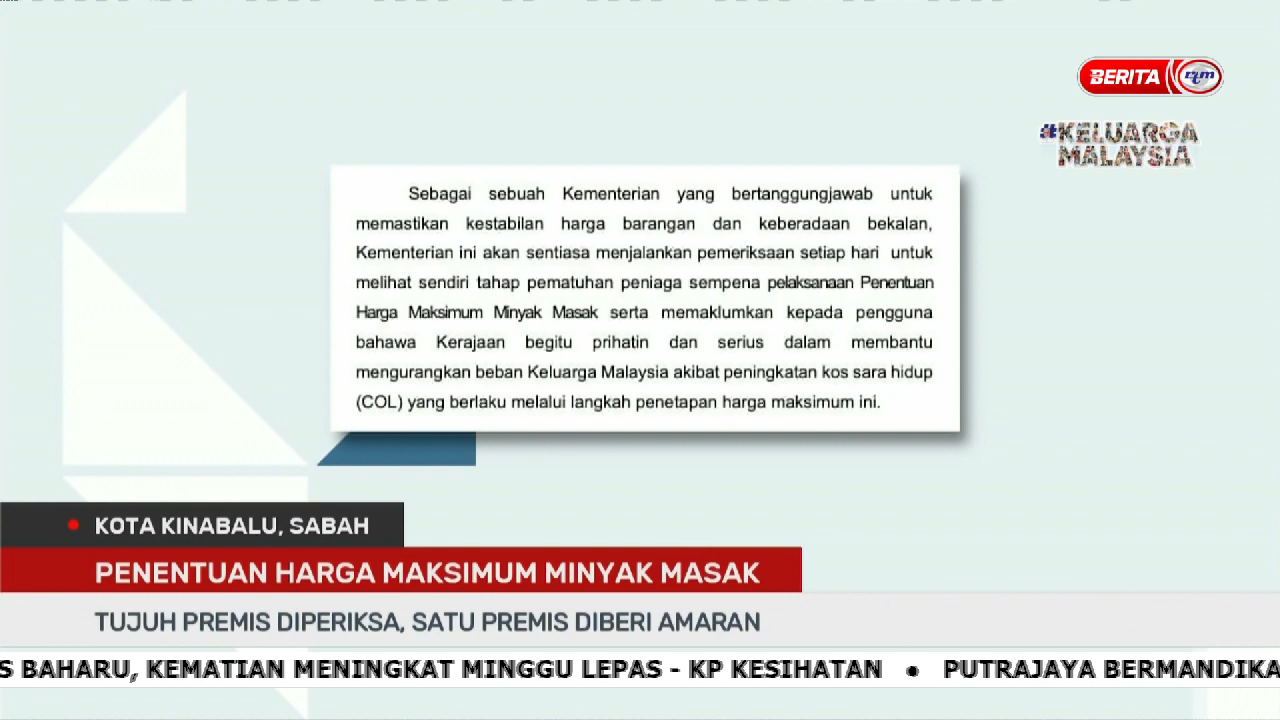 BERITA rtm
#KELUARGA
MALAYSIA
Sebagai sebuah Kementerian yang bertanggungjawab untuk
memastikan kestabilan harga barangan dan keberadaan bekalan,
Kementerian ini akan sentiasa menjalankan pemeriksaan setiap hari untuk
melihat sendiri tahap pematuhan peniaga sempena pelaksanaan Penentuan
Harga Maksimum Minyak Masak serta memaklumkan kepada pengguna
bahawa Kerajaan begitu prihatin dan serius dalam membantu
mengurangkan beban Keluarga Malaysia akibat peningkatan kos sara hidup
(COL) yang berlaku melalui langkah penetapan harga maksimum ini.
KOTA KINABALU, SABAH
PENENTUAN HARGA MAKSIMUM MINYAK MASAK
TUJUH PREMIS DIPERIKSA, SATU PREMIS DIBERI AMARAN
S BAHARU, KEMATIAN MENINGKAT MINGGU LEPAS - KP KESIHATAN • PUTRAJAYA BERMANDIKA